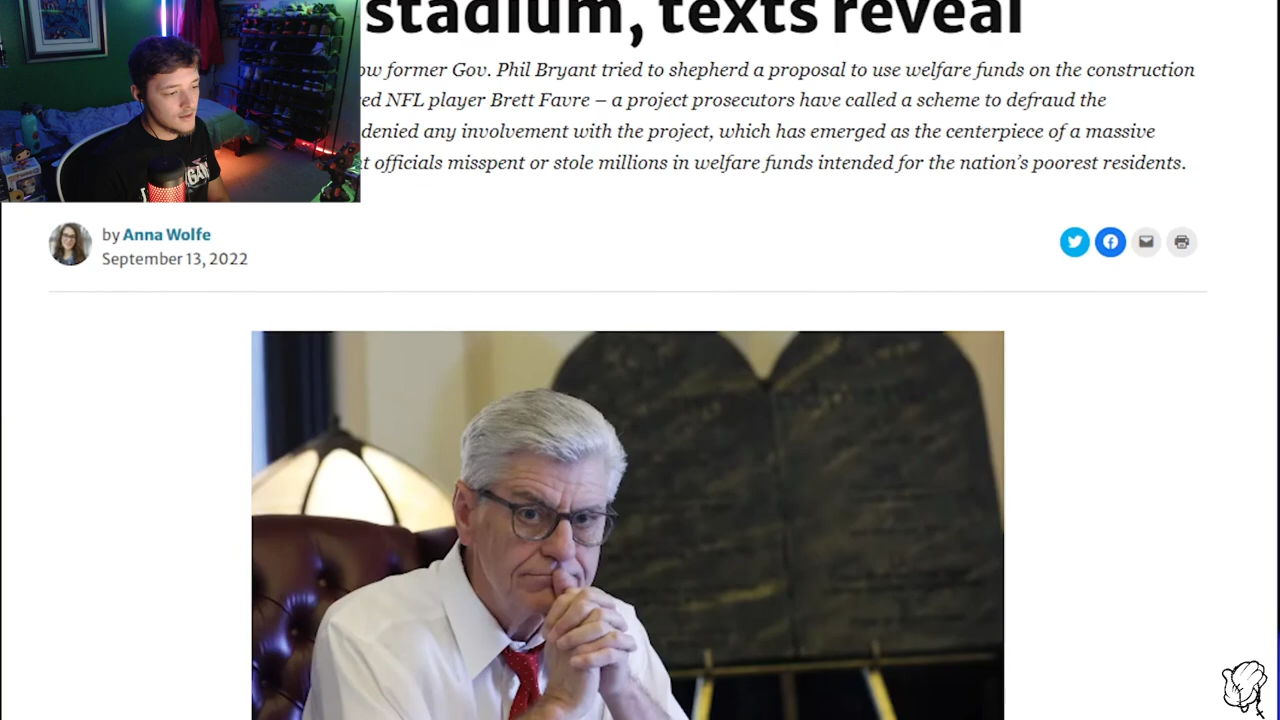 stadium, texts reveal
former Gov. Phil Bryant tried to shepherd a proposal to use welfare funds on the construction
NFL player Brett Favre – a project prosecutors have called a scheme to defraud the
denied any involvement with the project, which has emerged as the centerpiece of a massive
officials misspent or stole millions in welfare funds intended for the nation’s poorest residents.
by Anna Wolfe
September 13, 2022